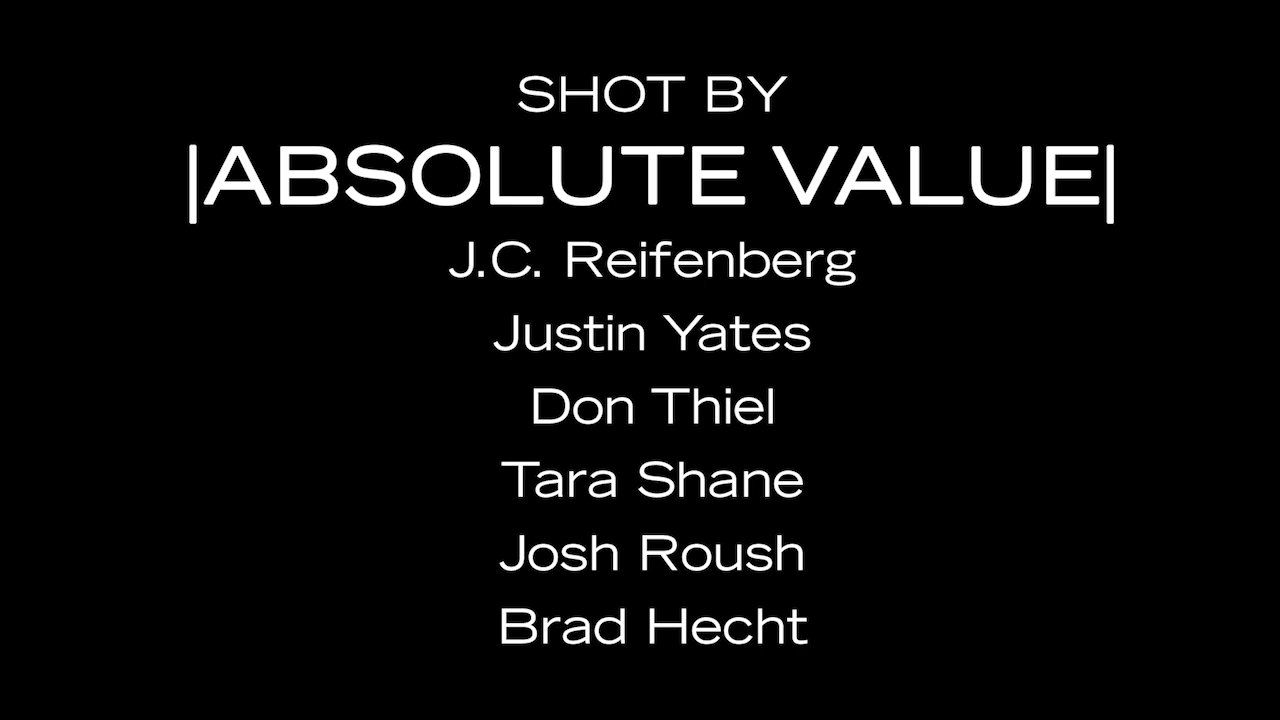 SHOT BY
|ABSOLUTE VALUE|
J.C. Reifenberg
Justin Yates
Don Thiel
Tara Shane
Josh Roush
Brad Hecht